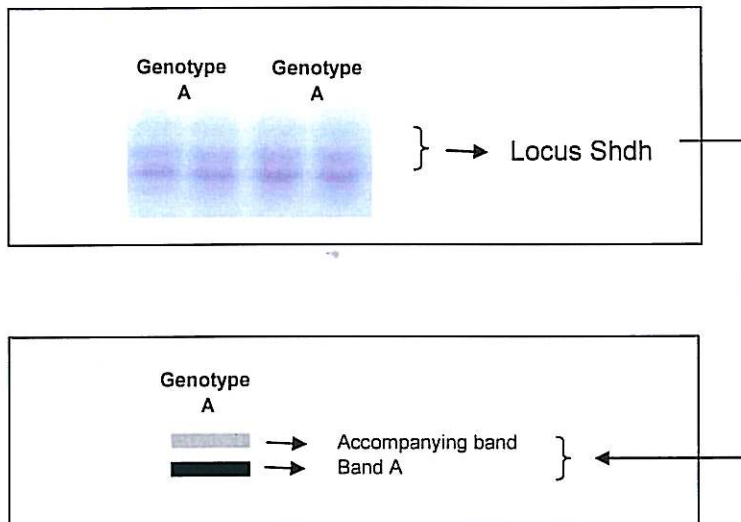 Genotype Genotype
A A
Locus Shdh
Genotype
A
Accompanying band
Band A